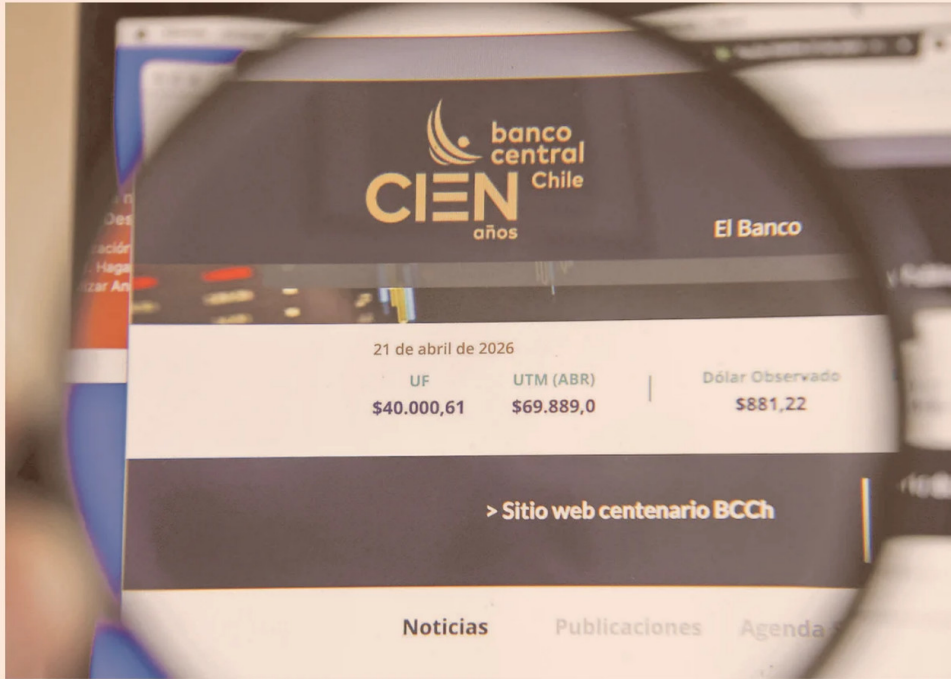 banco
central
Chile
CIEN
años
El Banco
21 de abril de 2026
UF
UTM (ABR)
Dólar Observado
$40.000,61
$69.889,0
$881,22
> Sitio web centenario BCCh
Noticias
Publicaciones
Agenda